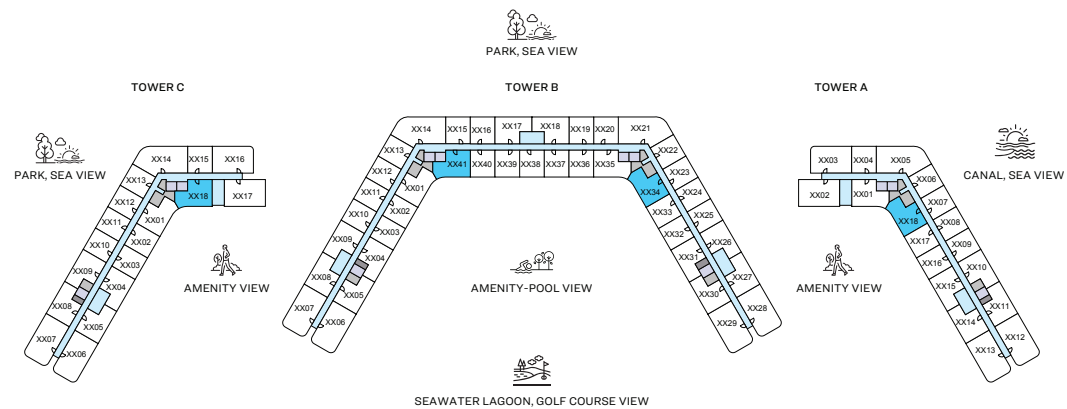 PARK, SEA VIEW
TOWER C
TOWER B
TOWER A
PARK, SEA VIEW
CANAL, SEA VIEW
XX14
XX15
XX16
XX13
XX12
XX11
XX10
XX09
XX08
XX07
XX17
XX18
XX01
XX02
XX03
XX04
XX05
XX06
AMENITY VIEW
XX14
XX15
XX16
XX17
XX18
XX19
XX20
XX21
XX13
XX12
XX11
XX10
XX09
XX08
XX07
XX41
XX40
XX39
XX38
XX37
XX36
XX35
XX01
XX02
XX03
XX04
XX05
XX06
XX22
XX23
XX24
XX25
XX26
XX27
XX28
XX34
XX33
XX32
XX31
XX30
XX29
AMENITY-POOL VIEW
XX03
XX04
XX05
XX02
XX01
XX06
XX07
XX08
XX09
XX10
XX11
XX12
XX18
XX17
XX16
XX15
XX14
XX13
AMENITY VIEW
SEAWATER LAGOON, GOLF COURSE VIEW